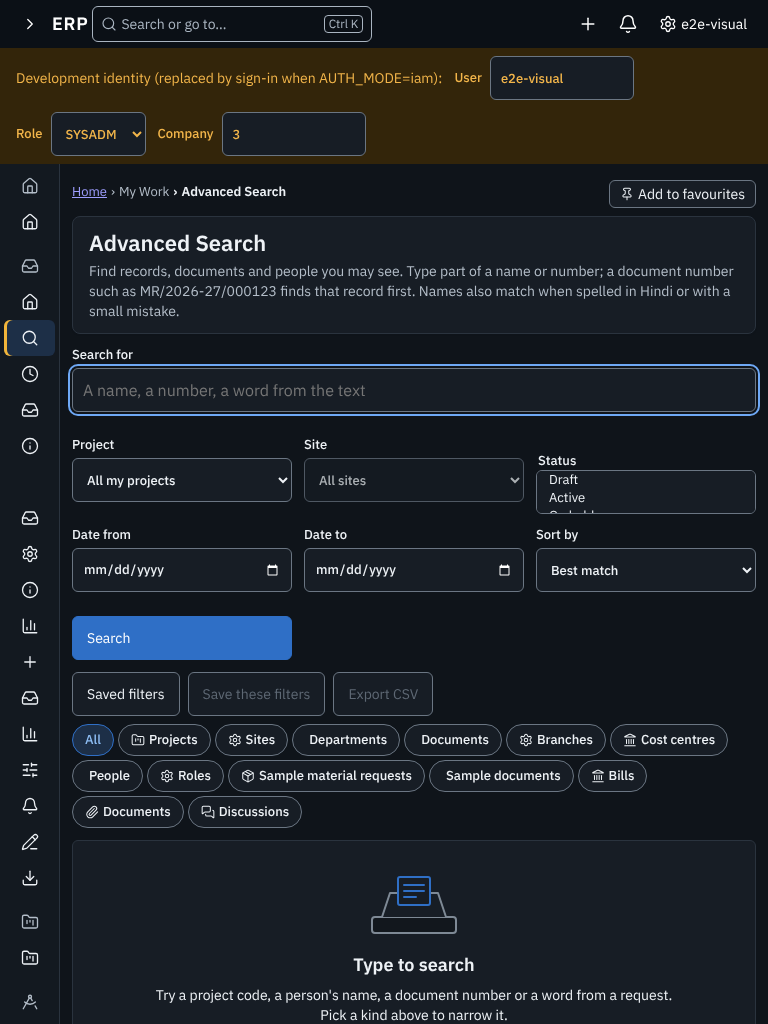 ERP
Search or go to...
Ctrl K
e2e-visual
Development identity (replaced by sign-in when AUTH_MODE=iam):
User
e2e-visual
Role
SYSADM
Company
3
Home › My Work › Advanced Search
Add to favourites
Advanced Search
Find records, documents and people you may see. Type part of a name or number; a document number
such as MR/2026-27/000123 finds that record first. Names also match when spelled in Hindi or with a
small mistake.
Search for
A name, a number, a word from the text
Project
Site
Status
All my projects
All sites
Draft
Active
Date from
Date to
Sort by
mm/dd/yyyy
mm/dd/yyyy
Best match
Search
Saved filters
Save these filters
Export CSV
All
Projects
Sites
Departments
Documents
Branches
Cost centres
People
Roles
Sample material requests
Sample documents
Bills
Documents
Discussions
Type to search
Try a project code, a person's name, a document number or a word from a request.
Pick a kind above to narrow it.